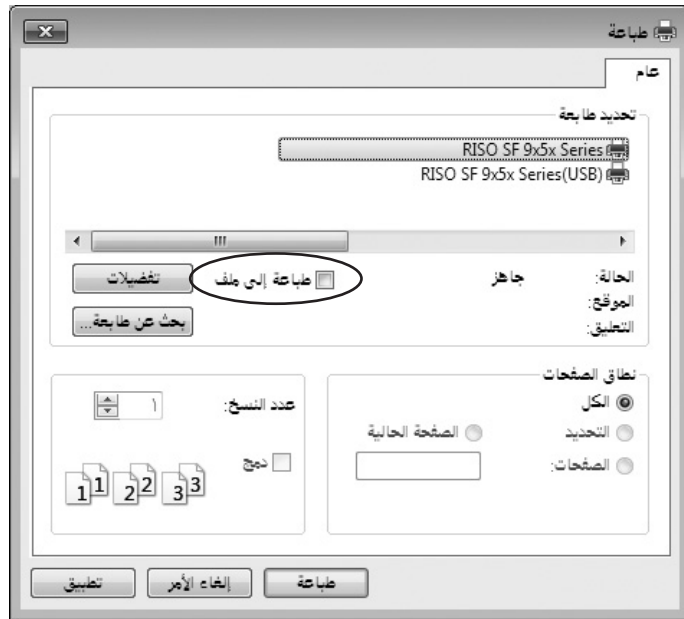 طباعة
عام
تحديد طابعة
RISO SF 9x5x Series
RISO SF 9x5x Series(USB)
الحالة: جاهز طباعة إلى ملف تفضيلات
الموقع:
التعليق: بحث عن طابعة...
نطاق الصفحات
الكل
التحديد الصفحة الحالية
الصفحات:
عدد النسخ: ١
دمج
1 1 2 2 3 3
طباعة إلغاء الأمر تطبيق